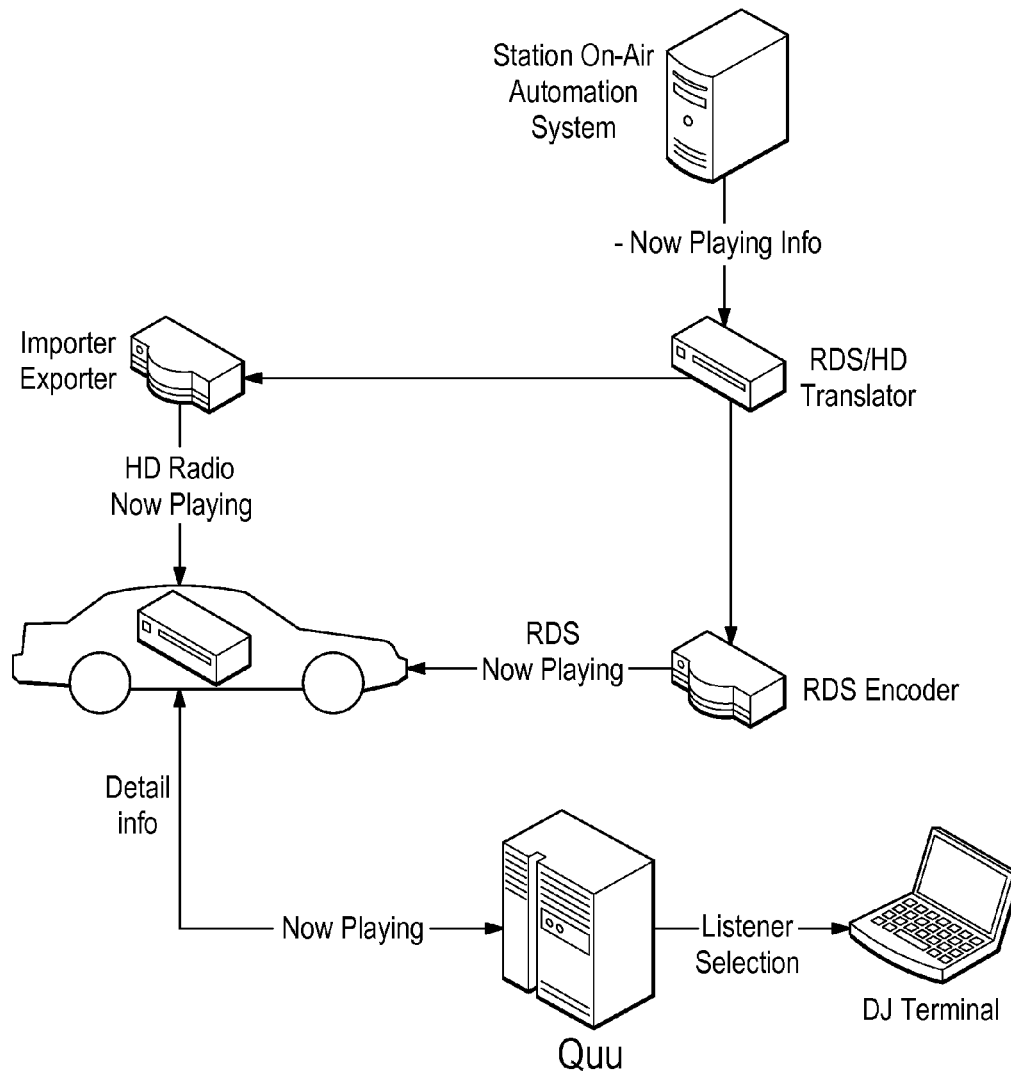 Station On-Air
Automation
System
- Now Playing Info
Importer
Exporter
RDS/HD
Translator
HD Radio
Now Playing
RDS
Now Playing
RDS Encoder
Detail
info
Now Playing
Listener
Selection
DJ Terminal
Quu